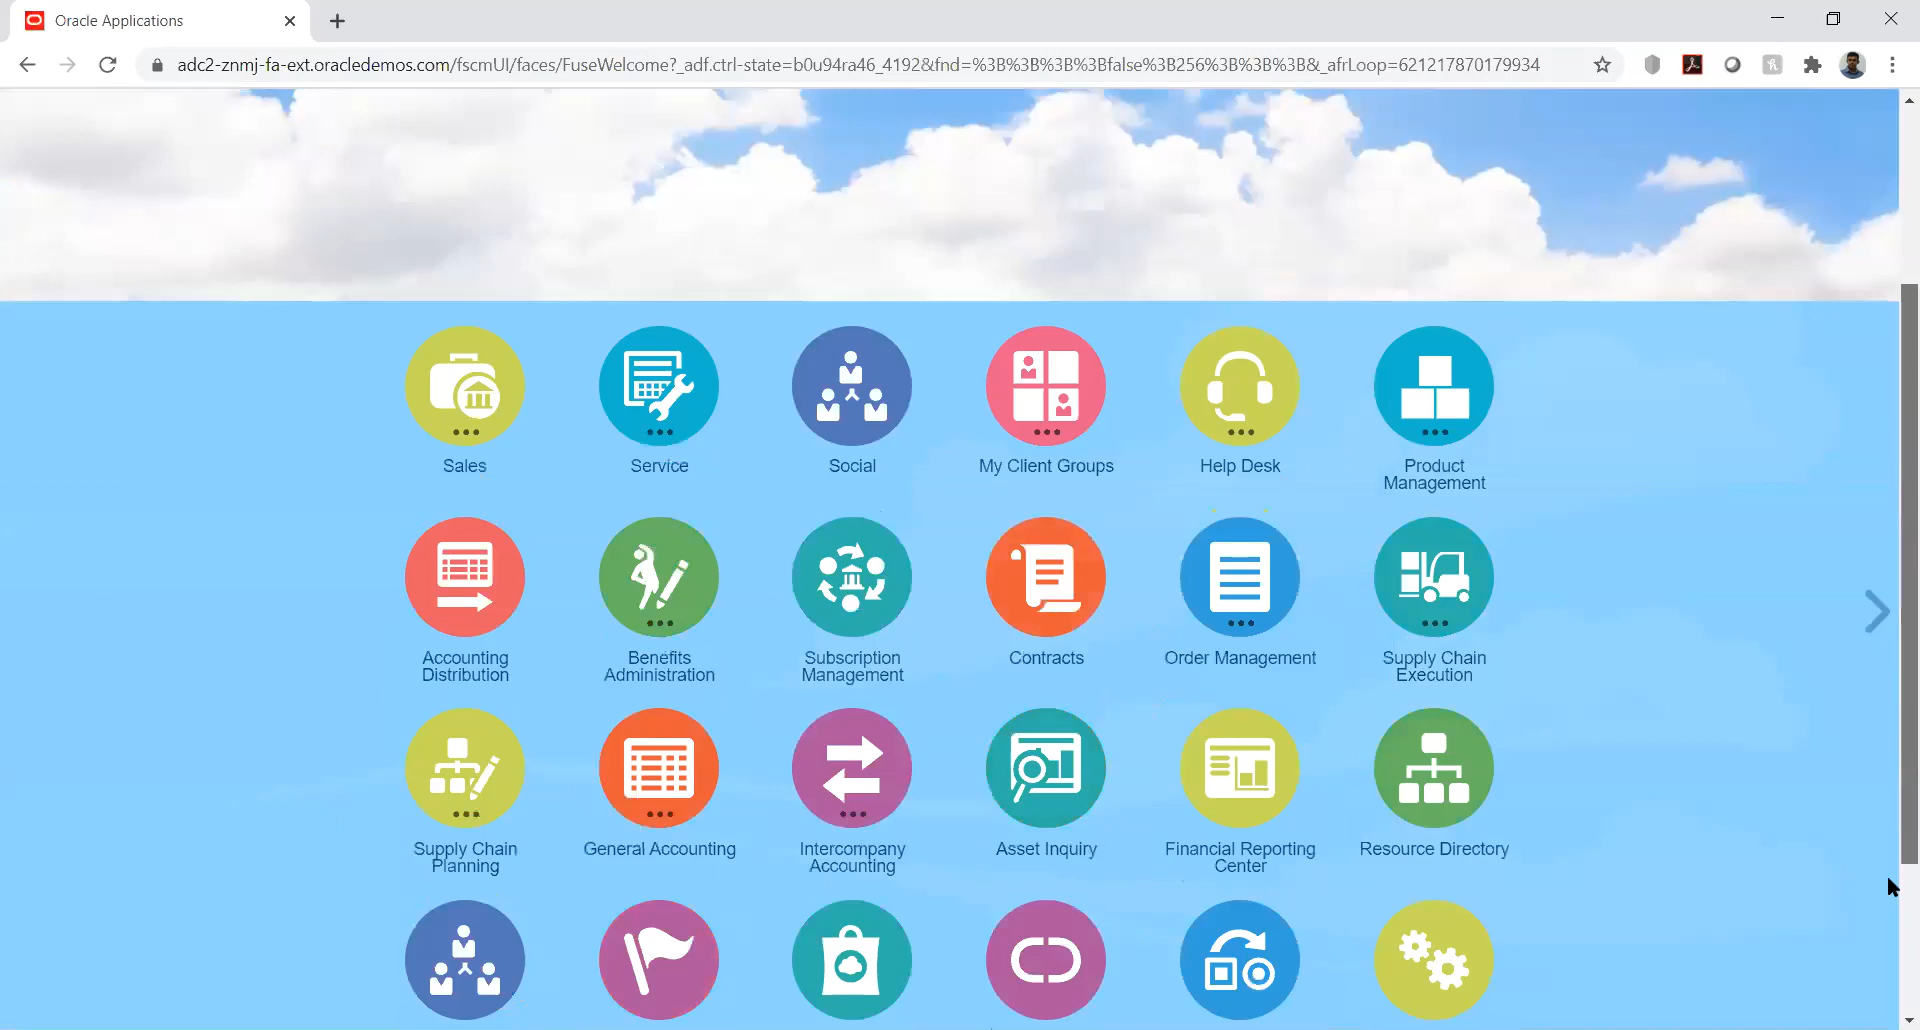 Oracle Applications
adc2-znmj-fa-ext.oracledemos.com/fscmUI/faces/FuseWelcome?_adf.ctrl-state=b0u94ra46_4192&fnd=%3B%3B%3B%3Bfalse%3B256%3B%3B%3B&_afrLoop=621217870179934
Sales
Service
Social
My Client Groups
Help Desk
Product
Management
Accounting
Distribution
Benefits
Administration
Subscription
Management
Contracts
Order Management
Supply Chain
Execution
Supply Chain
Planning
General Accounting
Intercompany
Accounting
Asset Inquiry
Financial Reporting
Center
Resource Directory